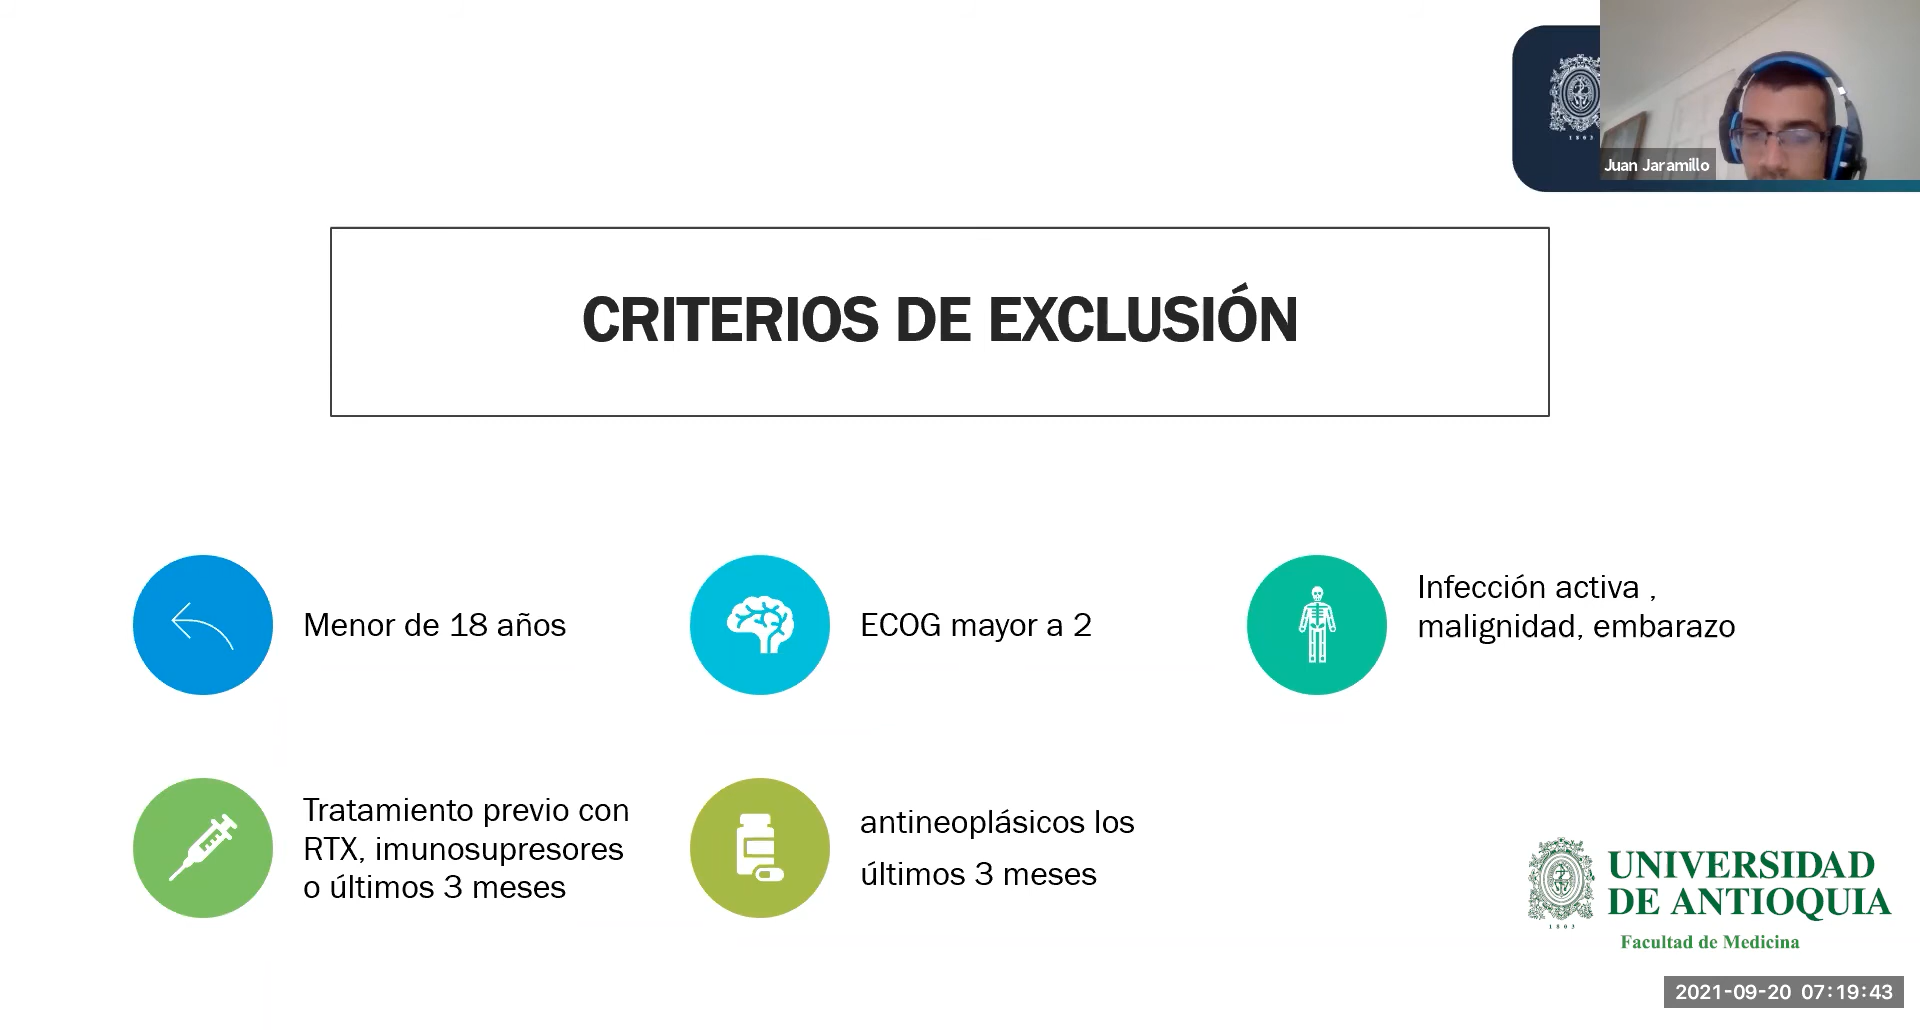 Juan Jaramillo
1803
CRITERIOS DE EXCLUSIÓN
Menor de 18 años
ECOG mayor a 2
Infección activa ,
malignidad, embarazo
Tratamiento previo con
RTX, imunosupresores
o últimos 3 meses
antineoplásicos los
últimos 3 meses
UNIVERSIDAD
DE ANTIOQUIA
1803
Facultad de Medicina
2021-09-20 07:19:43